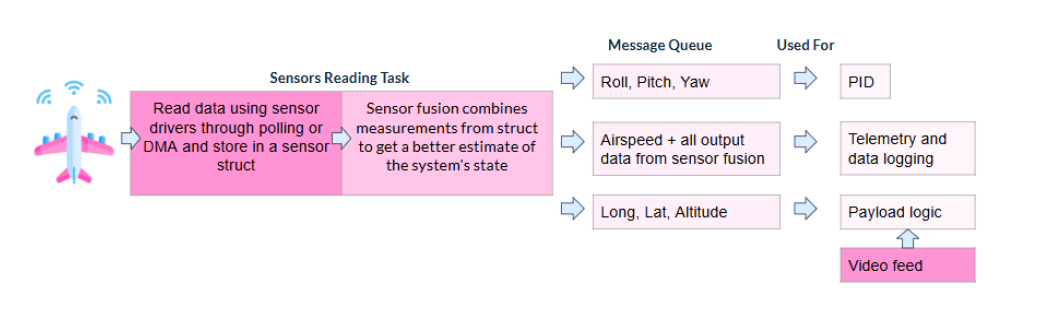 Message Queue
Used For
Sensors Reading Task
Read data using sensor
drivers through polling or
DMA and store in a sensor
struct
Sensor fusion combines
measurements from struct
to get a better estimate of
the system's state
Roll, Pitch, Yaw
PID
Airspeed + all output
data from sensor fusion
Telemetry and
data logging
Long, Lat, Altitude
Payload logic
Video feed